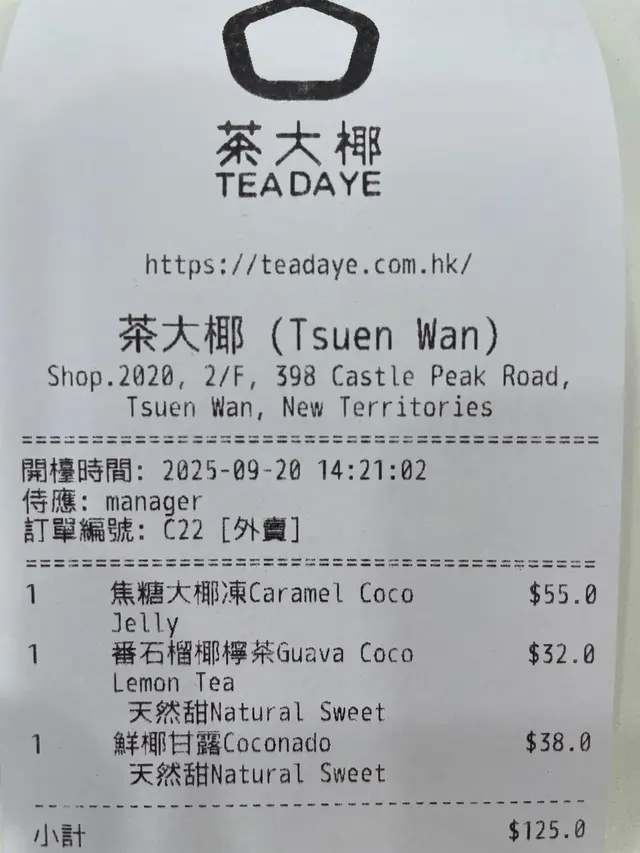 茶大椰
TEADAYE
https://teadaye.com.hk/
茶大椰 (Tsuen Wan)
Shop.2020, 2/F, 398 Castle Peak Road,
Tsuen Wan, New Territories
==========================================
開檯時間: 2025-09-20 14:21:02
侍應: manager
訂單編號: C22 [外賣]
==========================================
1 焦糖大椰凍Caramel Coco $55.0
Jelly
1 番石榴椰檸茶Guava Coco $32.0
Lemon Tea
天然甜Natural Sweet
1 鮮椰甘露Coconado $38.0
天然甜Natural Sweet
------------------------------------------
小計 $125.0